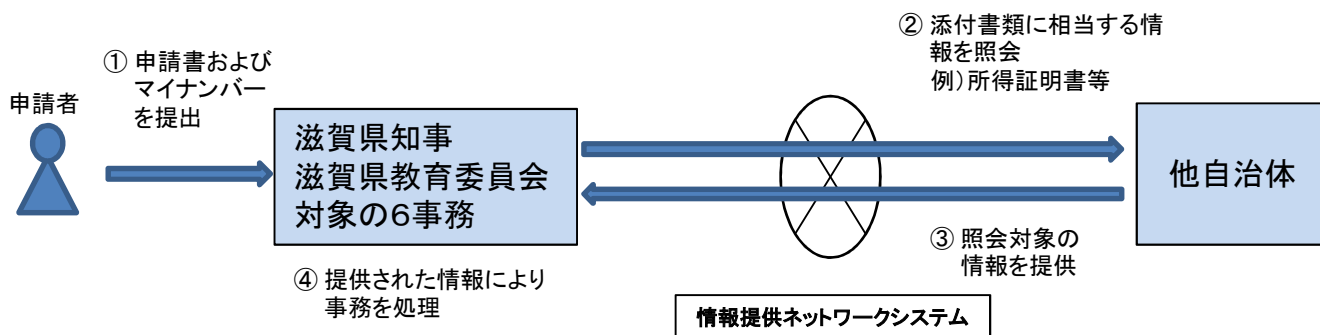 申請者
① 申請書および
マイナンバー
を提出
滋賀県知事
滋賀県教育委員会
対象の6事務
② 添付書類に相当する情
報を照会
例）所得証明書等
他自治体
③ 照会対象の
情報を提供
④ 提供された情報により
事務を処理
情報提供ネットワークシステム